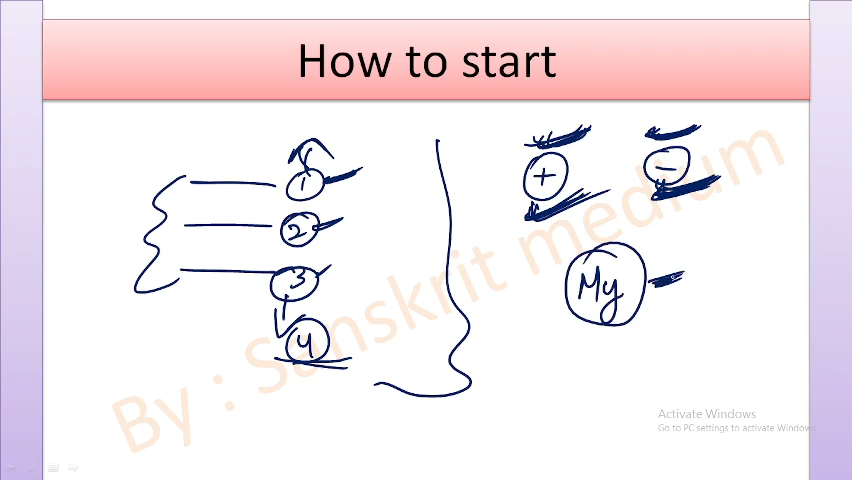 How to start
1
2
3
4
+ -
My
By : Sanskrit medium
Activate Windows
Go to PC settings to activate Windows.